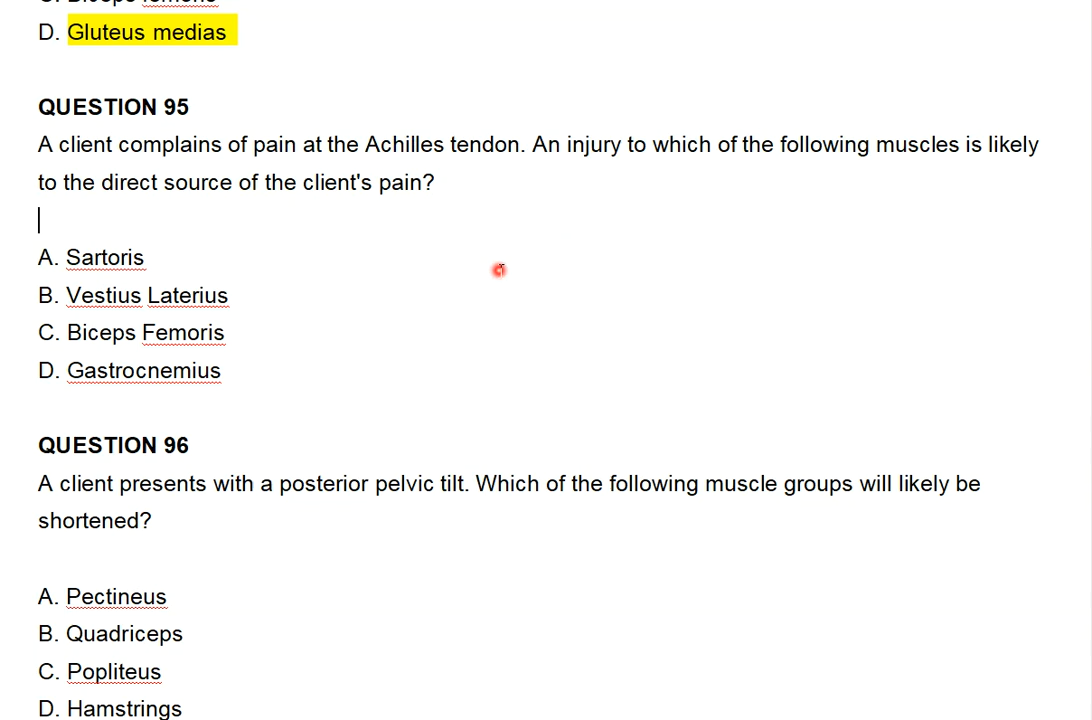 C. Biceps femoris
D. Gluteus medias
QUESTION 95
A client complains of pain at the Achilles tendon. An injury to which of the following muscles is likely
to the direct source of the client's pain?
A. Sartoris
B. Vestius Laterius
C. Biceps Femoris
D. Gastrocnemius
QUESTION 96
A client presents with a posterior pelvic tilt. Which of the following muscle groups will likely be
shortened?
A. Pectineus
B. Quadriceps
C. Popliteus
D. Hamstrings